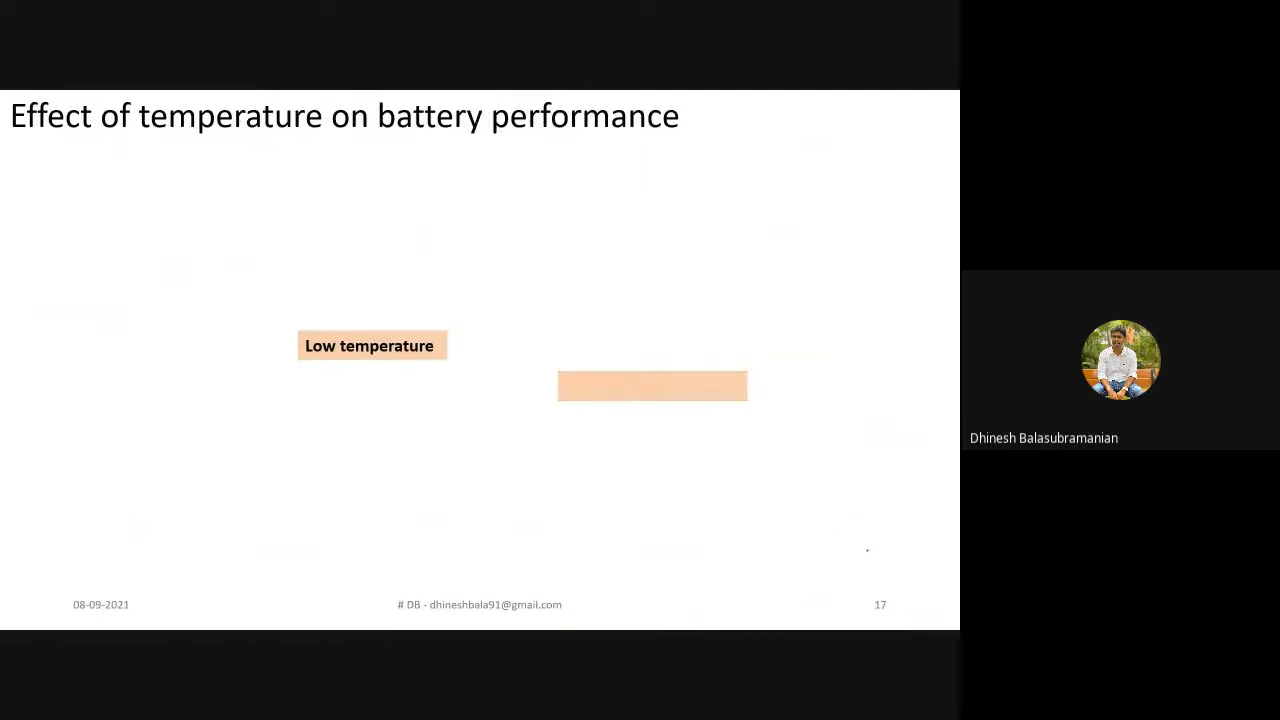 Effect of temperature on battery performance
Low temperature
Dhinesh Balasubramanian
08-09-2021
# DB - dhineshbala91@gmail.com
17